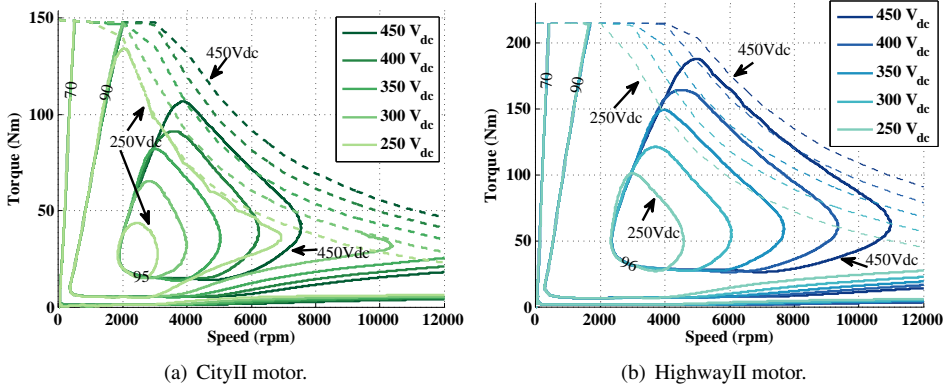 150
100
50
0
Torque (Nm)
0 2000 4000 6000 8000 10000 12000
Speed (rpm)
70
90
95
250Vdc
450Vdc
450Vdc
450 Vdc
400 Vdc
350 Vdc
300 Vdc
250 Vdc
(a) CityII motor.
200
150
100
50
0
Torque (Nm)
0 2000 4000 6000 8000 10000 12000
Speed (rpm)
70
90
96
250Vdc
250Vdc
450Vdc
450Vdc
450 Vdc
400 Vdc
350 Vdc
300 Vdc
250 Vdc
(b) HighwayII motor.